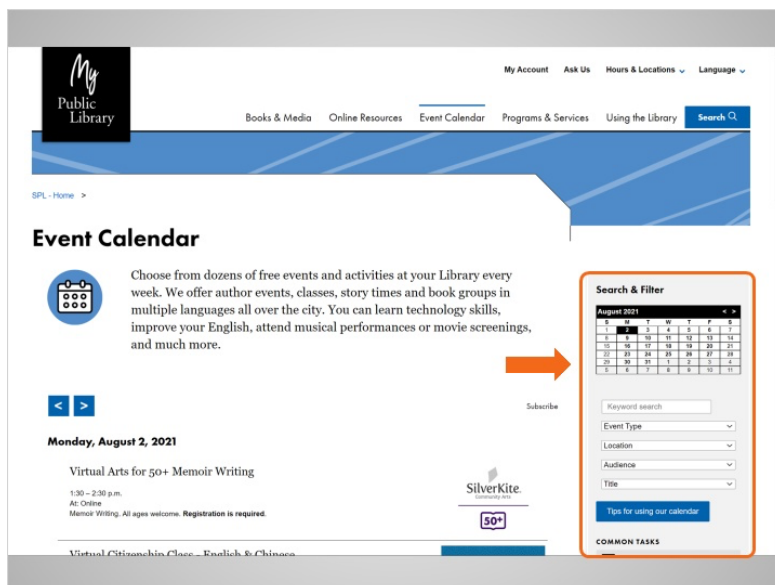 My
Public
Library
My Account Ask Us Hours & Locations Language
Books & Media Online Resources Event Calendar Programs & Services Using the Library Search
SPL - Home >
Event Calendar
Choose from dozens of free events and activities at your Library every
week. We offer author events, classes, story times and book groups in
multiple languages all over the city. You can learn technology skills,
improve your English, attend musical performances or movie screenings,
and much more.
< >
Subscribe
Monday, August 2, 2021
Virtual Arts for 50+ Memoir Writing
1:30 – 2:30 p.m.
At: Online
Memoir Writing. All ages welcome. Registration is required.
SilverKite.
Community Arts
50+
Virtual Citizenship Class - English & Chinese
Search & Filter
August 2021 < >
S M T W T F S
1 2 3 4 5 6 7
8 9 10 11 12 13 14
15 16 17 18 19 20 21
22 23 24 25 26 27 28
29 30 31 1 2 3 4
5 6 7 8 9 10 11
Keyword search
Event Type
Location
Audience
Title
Tips for using our calendar
COMMON TASKS